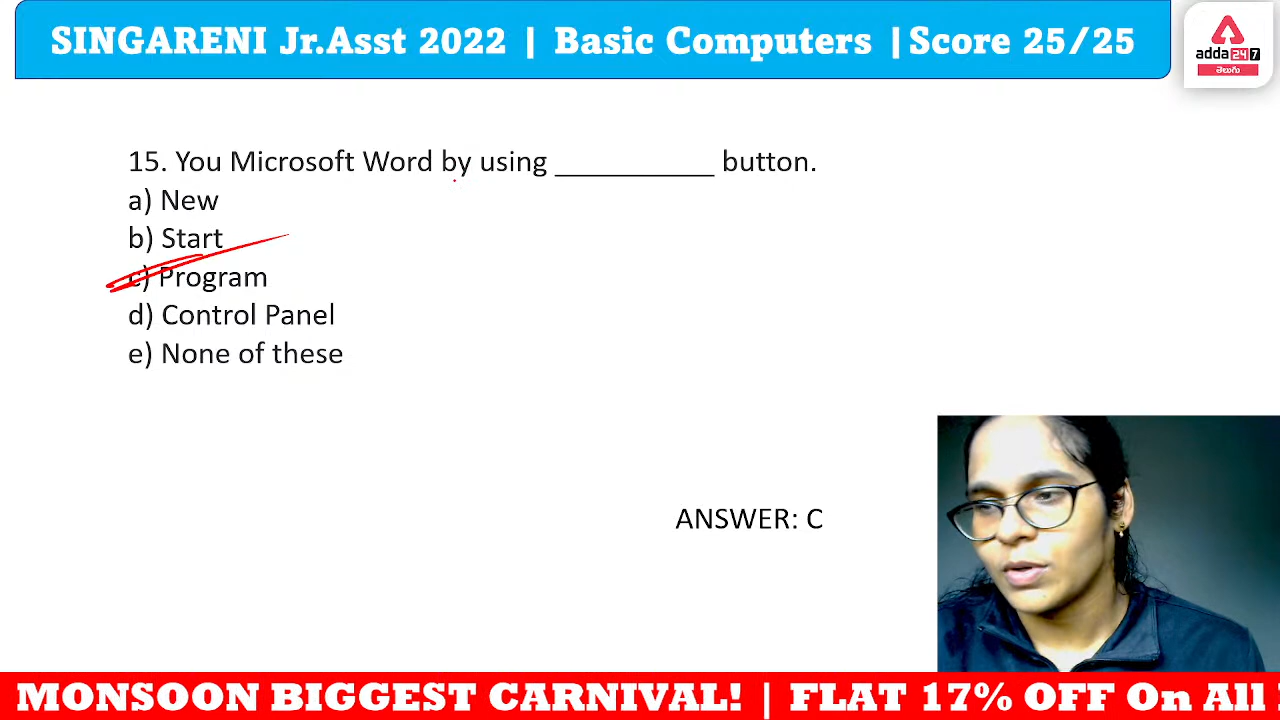 SINGARENI Jr.Asst 2022 | Basic Computers |Score 25/25
adda247
తెలుగు
15. You Microsoft Word by using __________ button.
a) New
b) Start
c) Program
d) Control Panel
e) None of these
ANSWER: C
MONSOON BIGGEST CARNIVAL! | FLAT 17% OFF On All